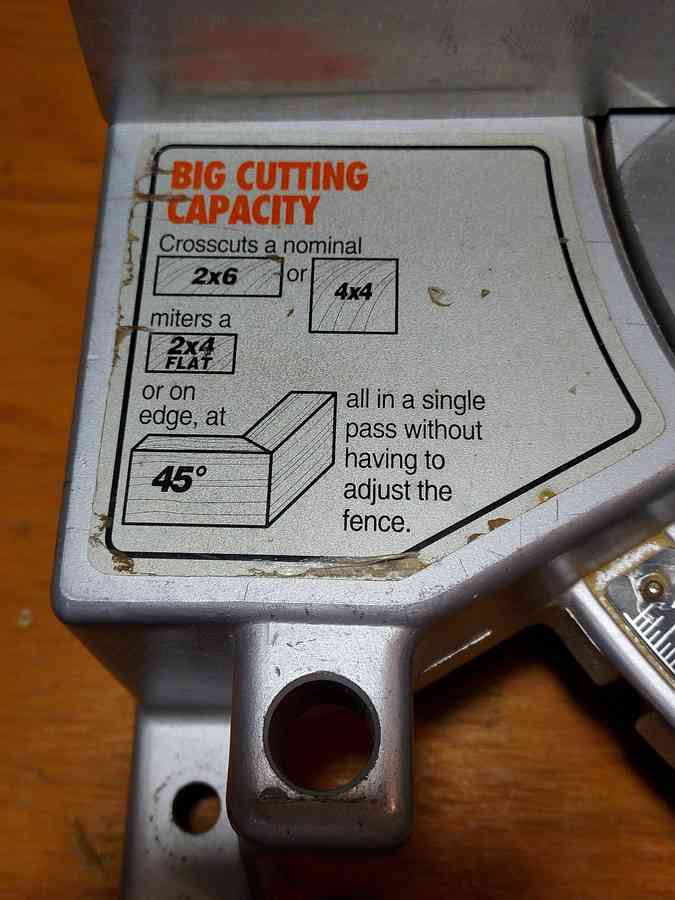 BIG CUTTING
CAPACITY
Crosscuts a nominal
2x6 or 4x4
miters a
2x4
FLAT
or on
edge, at
45°
all in a single
pass without
having to
adjust the
fence.